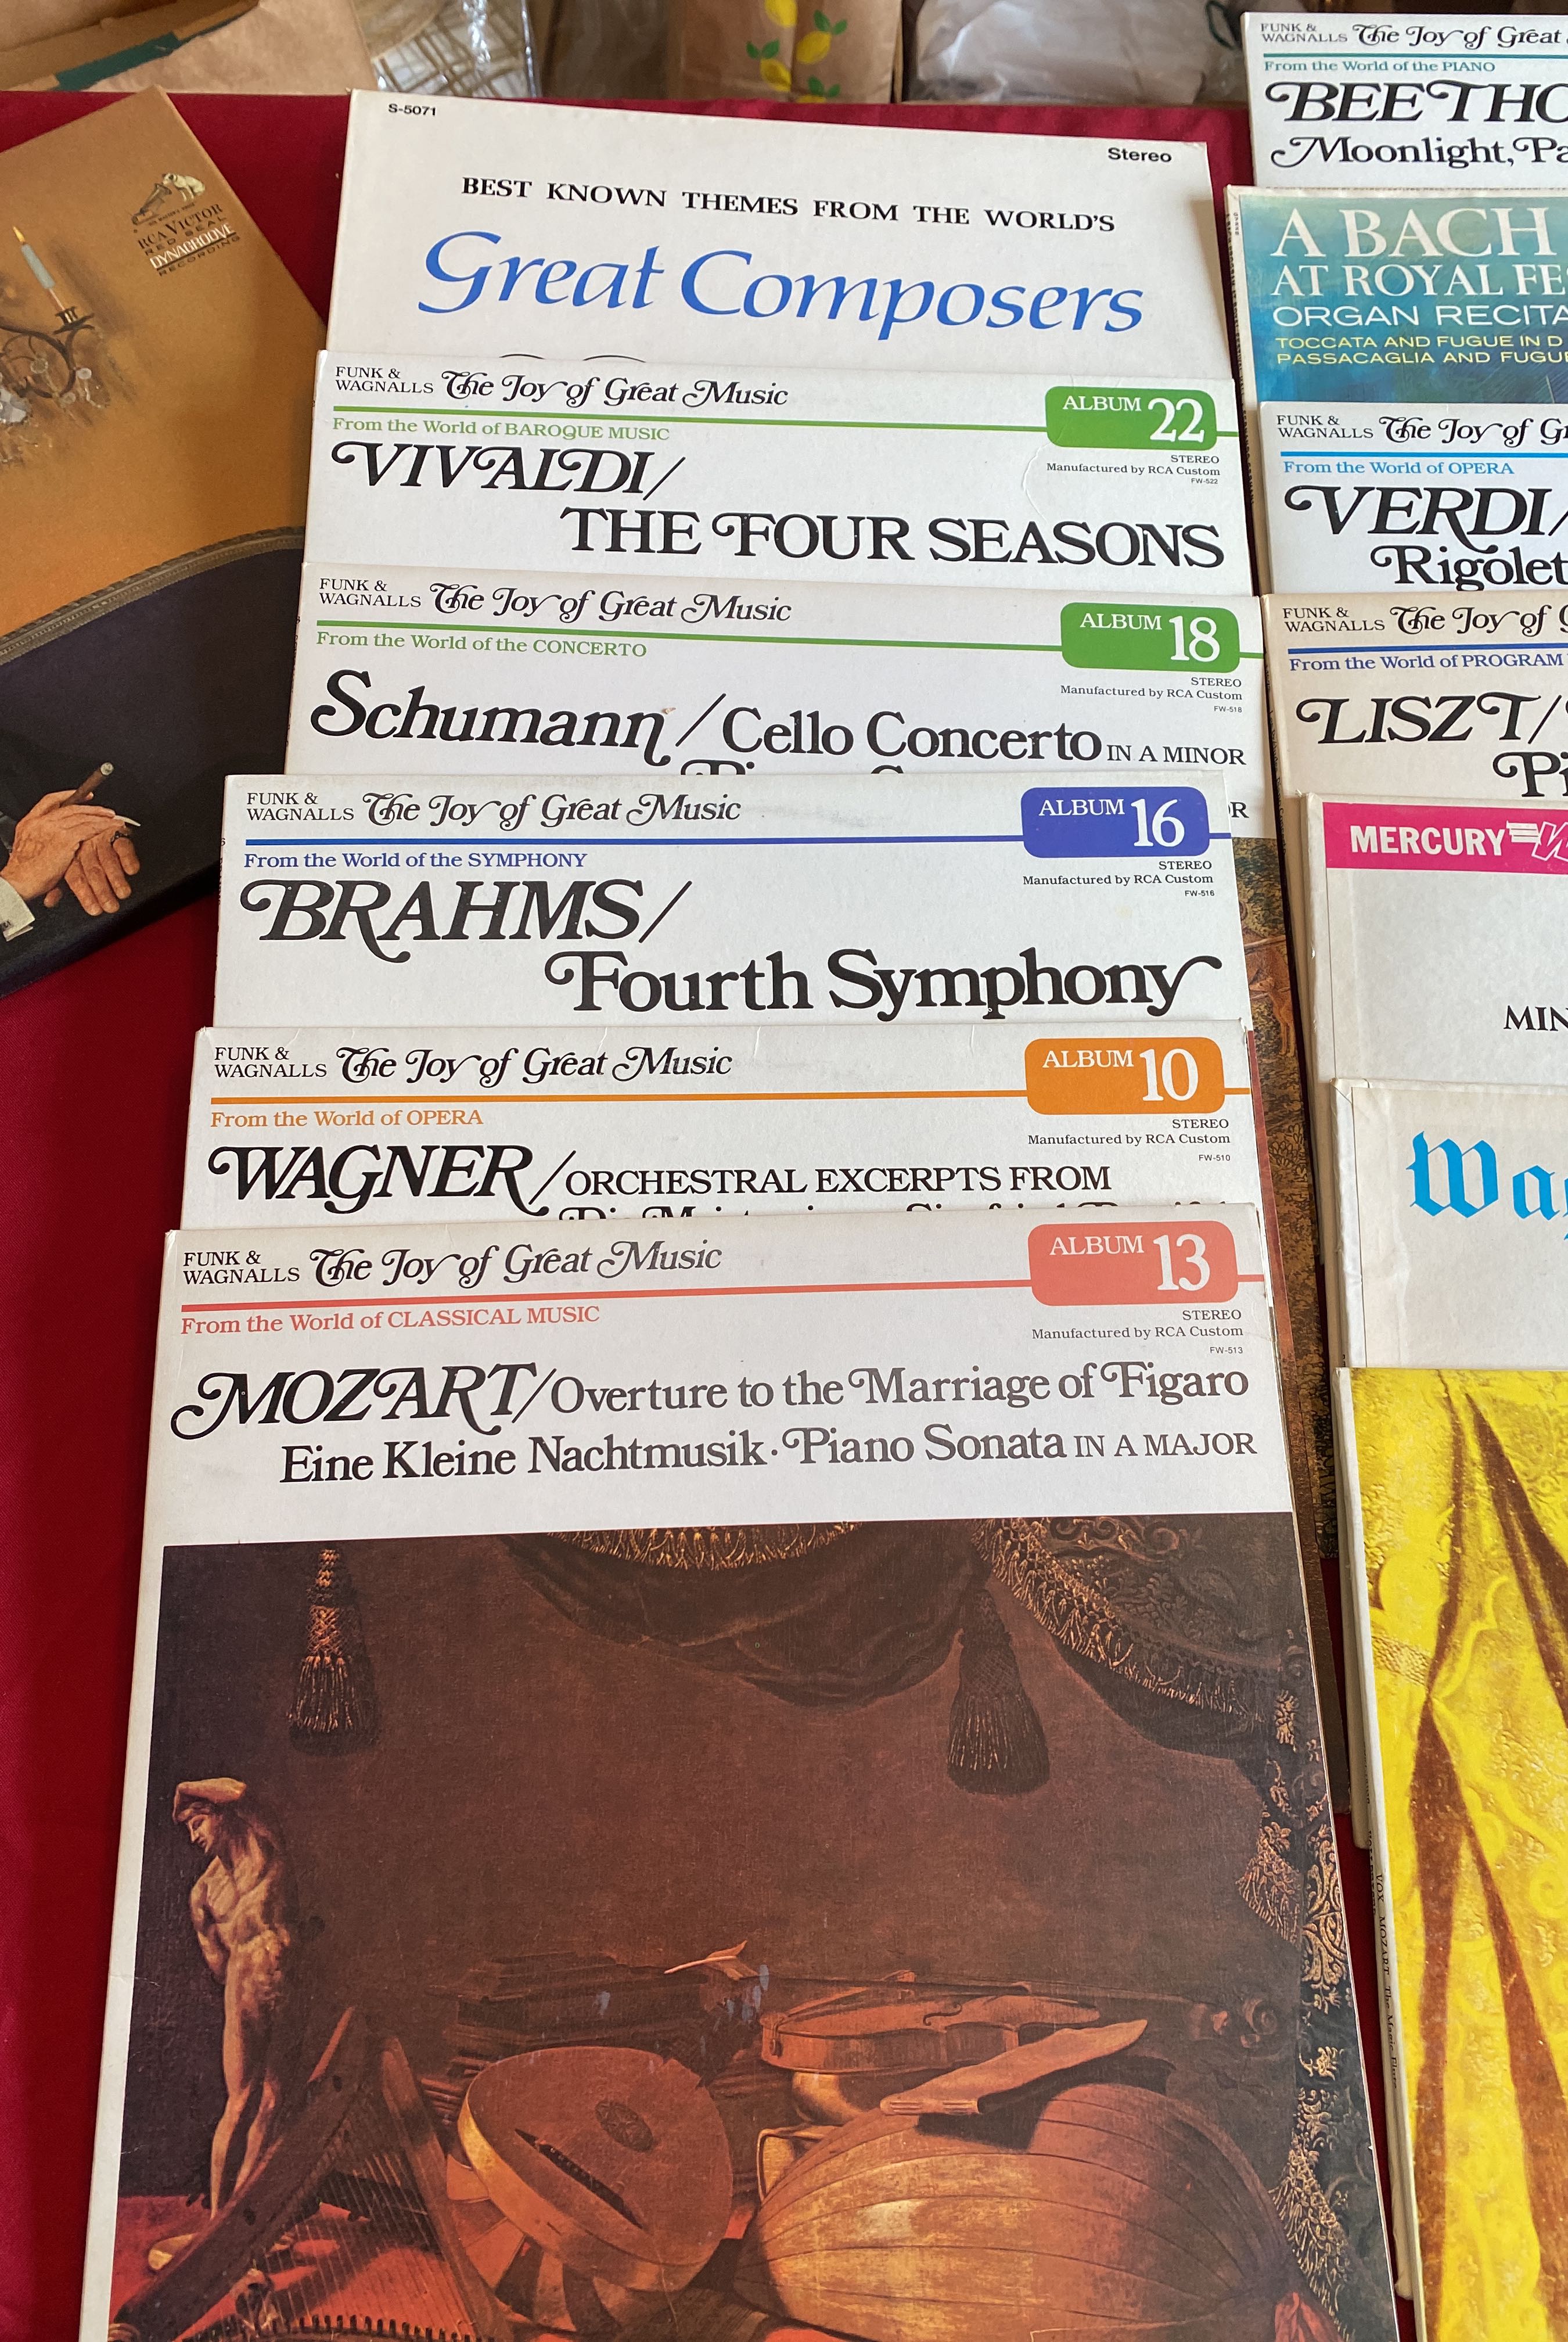 S-5071
Stereo
BEST KNOWN THEMES FROM THE WORLD'S
Great Composers
FUNK &
WAGNALLS The Joy of Great Music
ALBUM 22
From the World of BAROQUE MUSIC
STEREO
Manufactured by RCA Custom
FW-522
VIVALDI/
THE FOUR SEASONS
FUNK &
WAGNALLS The Joy of Great Music
ALBUM 18
From the World of the CONCERTO
STEREO
Manufactured by RCA Custom
FW-518
Schumann / Cello Concerto IN A MINOR
FUNK &
WAGNALLS The Joy of Great Music
ALBUM 16
From the World of the SYMPHONY
STEREO
Manufactured by RCA Custom
FW-516
BRAHMS/
Fourth Symphony
FUNK &
WAGNALLS The Joy of Great Music
ALBUM 10
From the World of OPERA
STEREO
Manufactured by RCA Custom
FW-510
WAGNER/ORCHESTRAL EXCERPTS FROM
FUNK &
WAGNALLS The Joy of Great Music
ALBUM 13
From the World of CLASSICAL MUSIC
STEREO
Manufactured by RCA Custom
FW-513
MOZART/Overture to the Marriage of Figaro
Eine Kleine Nachtmusik · Piano Sonata IN A MAJOR
RCA VICTOR
RED SEAL
DYNAGROOVE
RECORDING
FUNK &
WAGNALLS The Joy of Great
From the World of the PIANO
BEETHO
Moonlight, Pa
A BACH
AT ROYAL FE
ORGAN RECITA
TOCCATA AND FUGUE IN D
PASSACAGLIA AND FUGUE
FUNK &
WAGNALLS The Joy of G
From the World of OPERA
VERDI/
Rigolet
FUNK &
WAGNALLS The Joy of G
From the World of PROGRAM
LISZT/
Pi
MERCURY
MIN
Wag
VOX MOZART The Magic Flute